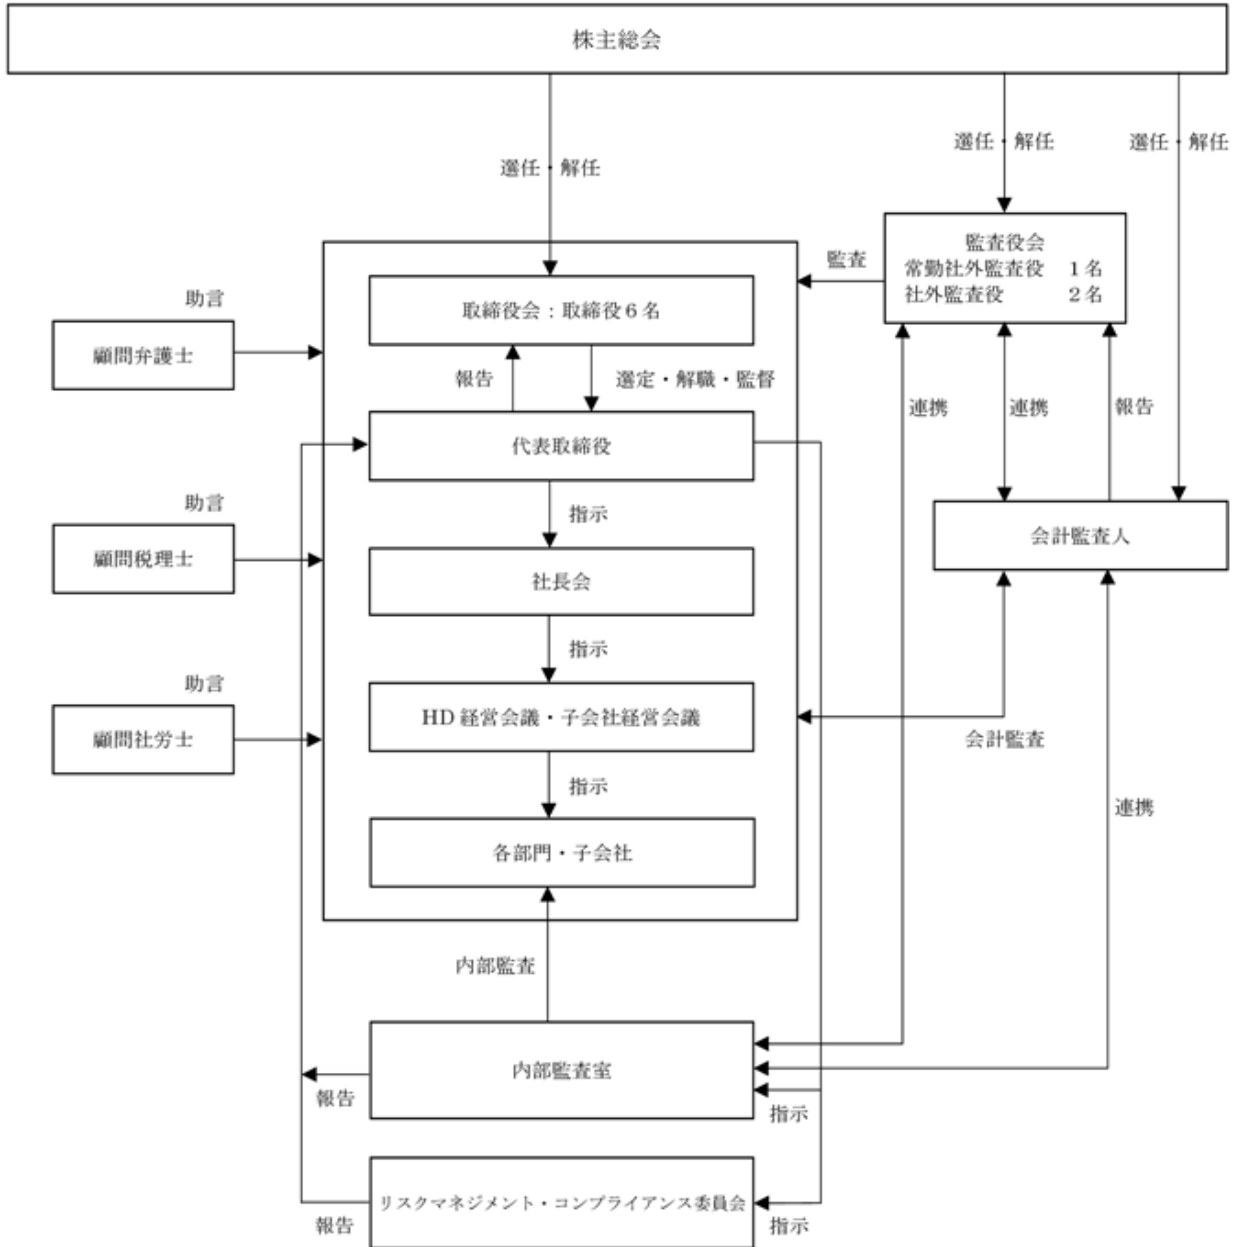 株主総会
選任・解任
選任・解任
選任・解任
監査役会
常勤社外監査役 1名
社外監査役 2名
監査
取締役会:取締役6名
助言
顧問弁護士
報告
選定・解職・監督
連携
連携
報告
代表取締役
助言
顧問税理士
指示
会計監査人
社長会
指示
助言
顧問社労士
HD 経営会議・子会社経営会議
会計監査
指示
連携
各部門・子会社
内部監査
内部監査室
報告
指示
リスクマネジメント・コンプライアンス委員会
報告
指示